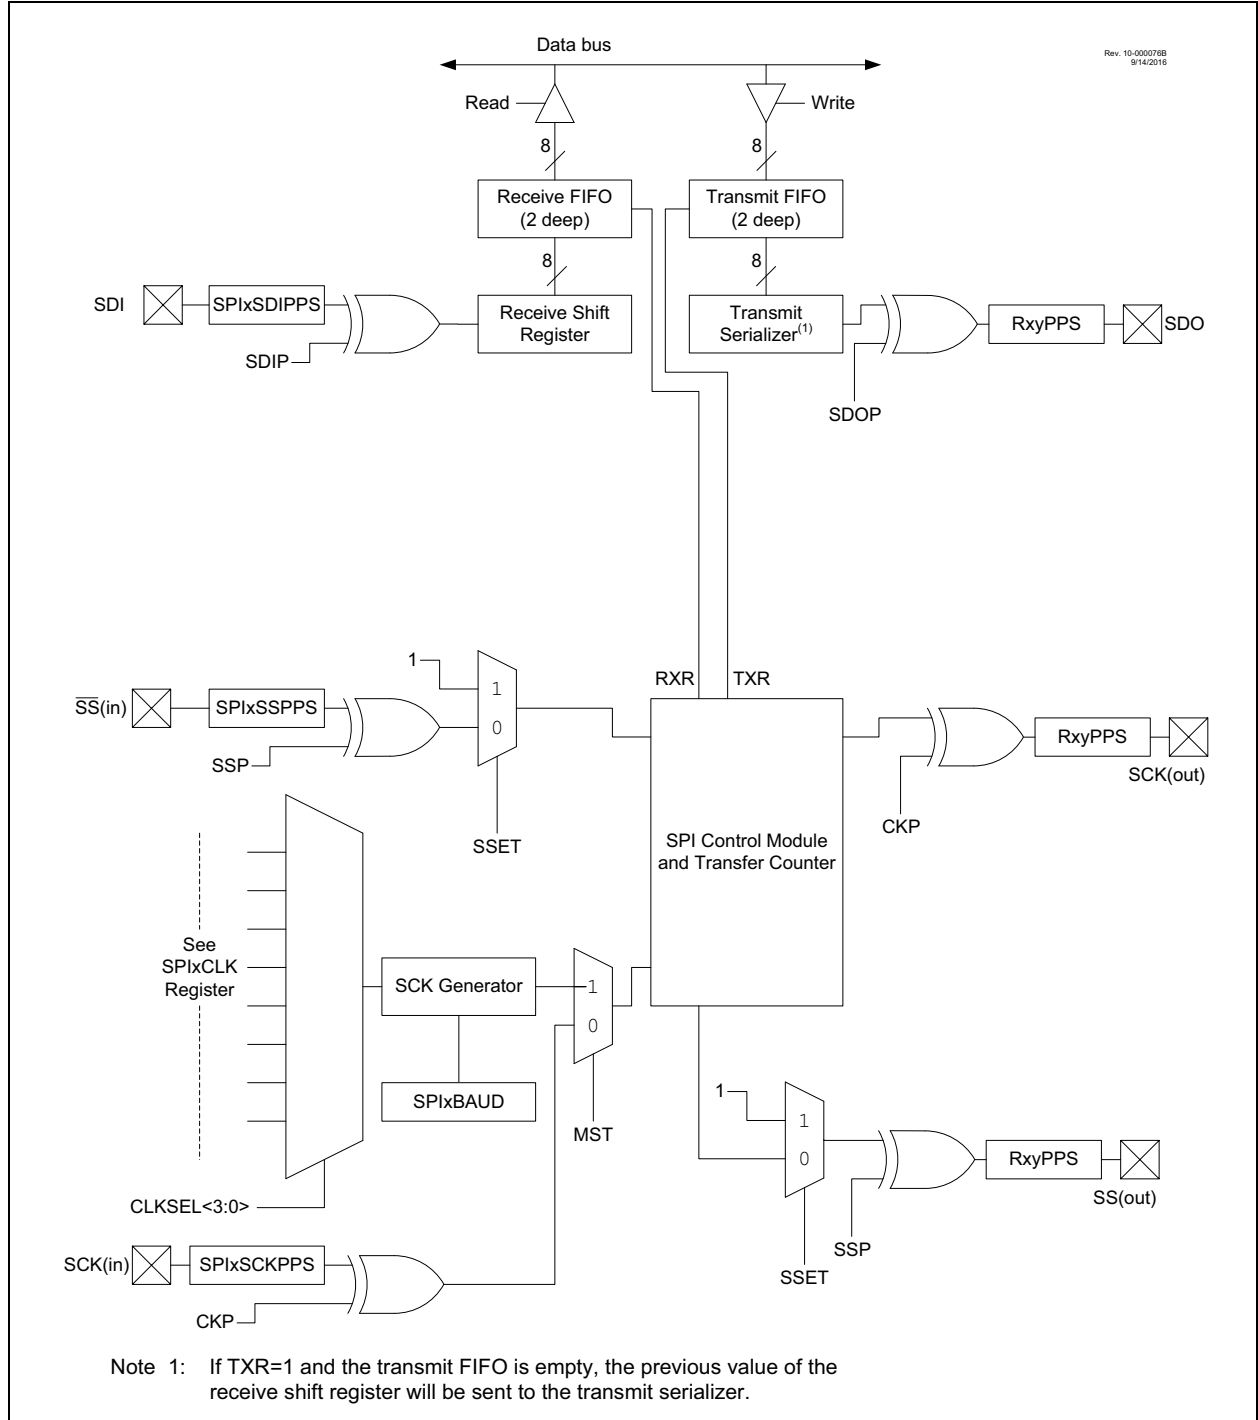 Data bus
Rev. 10-000076B
9/14/2016
Read
Write
8
8
Receive FIFO
(2 deep)
Transmit FIFO
(2 deep)
8
8
SDI
SPIxSDIPPS
SDIP
Receive Shift
Register
Transmit
Serializer(1)
SDOP
RxyPPS
SDO
RXR
TXR
1
SS(in)
SPIxSSPPS
SSP
1
0
SSET
SPI Control Module
and Transfer Counter
CKP
RxyPPS
SCK(out)
See
SPIxCLK
Register
SCK Generator
SPIxBAUD
1
0
MST
CLKSEL<3:0>
1
1
0
SSET
SSP
RxyPPS
SS(out)
SCK(in)
SPIxSCKPPS
CKP
Note 1: If TXR=1 and the transmit FIFO is empty, the previous value of the
receive shift register will be sent to the transmit serializer.